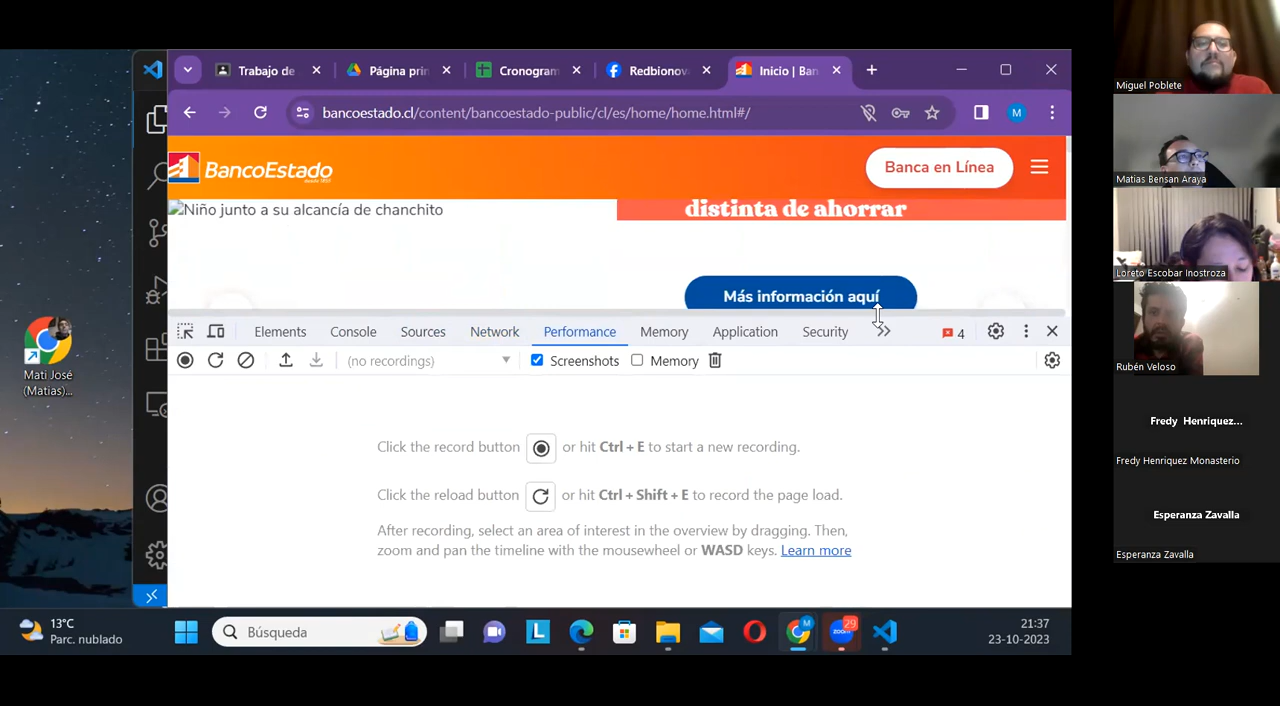 Trabajo de
Página prin
Cronogram
Redbionova
Inicio | Ban
bancoestado.cl/content/bancoestado-public/cl/es/home/home.html#/
M
BancoEstado
Banca en Línea
Niño junto a su alcancía de chanchito
distinta de ahorrar
Más información aquí
Elements
Console
Sources
Network
Performance
Memory
Application
Security
4
(no recordings)
Screenshots
Memory
Click the record button or hit Ctrl + E to start a new recording.
Click the reload button or hit Ctrl + Shift + E to record the page load.
After recording, select an area of interest in the overview by dragging. Then,
zoom and pan the timeline with the mousewheel or WASD keys. Learn more
Mati José
(Matias)...
13°C
Parc. nublado
Búsqueda
L
M
zoom
29
21:37
23-10-2023
Miguel Poblete
Matias Bensan Araya
Loreto Escobar Inostroza
Rubén Veloso
Fredy Henriquez...
Fredy Henriquez Monasterio
Esperanza Zavalla
Esperanza Zavalla